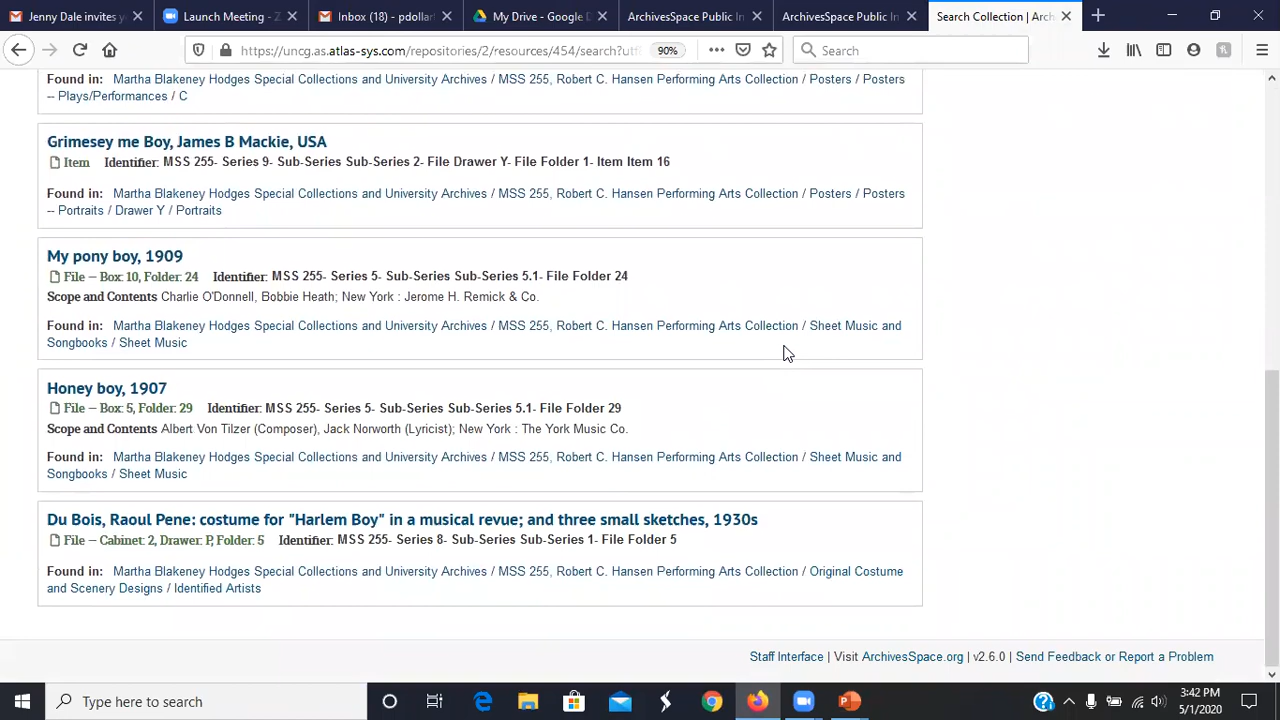 Jenny Dale invites y
Launch Meeting - Z
Inbox (18) - pdollar
My Drive - Google D
ArchivesSpace Public In
ArchivesSpace Public In
Search Collection | Arch
https://uncg.as.atlas-sys.com/repositories/2/resources/454/search?utf
90%
Search
Found in: Martha Blakeney Hodges Special Collections and University Archives / MSS 255, Robert C. Hansen Performing Arts Collection / Posters / Posters
-- Plays/Performances / C
Grimesey me Boy, James B Mackie, USA
Item Identifier: MSS 255- Series 9- Sub-Series Sub-Series 2- File Drawer Y- File Folder 1- Item Item 16
Found in: Martha Blakeney Hodges Special Collections and University Archives / MSS 255, Robert C. Hansen Performing Arts Collection / Posters / Posters
-- Portraits / Drawer Y / Portraits
My pony boy, 1909
File — Box: 10, Folder: 24 Identifier: MSS 255- Series 5- Sub-Series Sub-Series 5.1- File Folder 24
Scope and Contents Charlie O'Donnell, Bobbie Heath; New York : Jerome H. Remick & Co.
Found in: Martha Blakeney Hodges Special Collections and University Archives / MSS 255, Robert C. Hansen Performing Arts Collection / Sheet Music and
Songbooks / Sheet Music
Honey boy, 1907
File — Box: 5, Folder: 29 Identifier: MSS 255- Series 5- Sub-Series Sub-Series 5.1- File Folder 29
Scope and Contents Albert Von Tilzer (Composer), Jack Norworth (Lyricist); New York : The York Music Co.
Found in: Martha Blakeney Hodges Special Collections and University Archives / MSS 255, Robert C. Hansen Performing Arts Collection / Sheet Music and
Songbooks / Sheet Music
Du Bois, Raoul Pene: costume for "Harlem Boy" in a musical revue; and three small sketches, 1930s
File — Cabinet: 2, Drawer: P, Folder: 5 Identifier: MSS 255- Series 8- Sub-Series Sub-Series 1- File Folder 5
Found in: Martha Blakeney Hodges Special Collections and University Archives / MSS 255, Robert C. Hansen Performing Arts Collection / Original Costume
and Scenery Designs / Identified Artists
Staff Interface | Visit ArchivesSpace.org | v2.6.0 | Send Feedback or Report a Problem
Type here to search
3:42 PM
5/1/2020